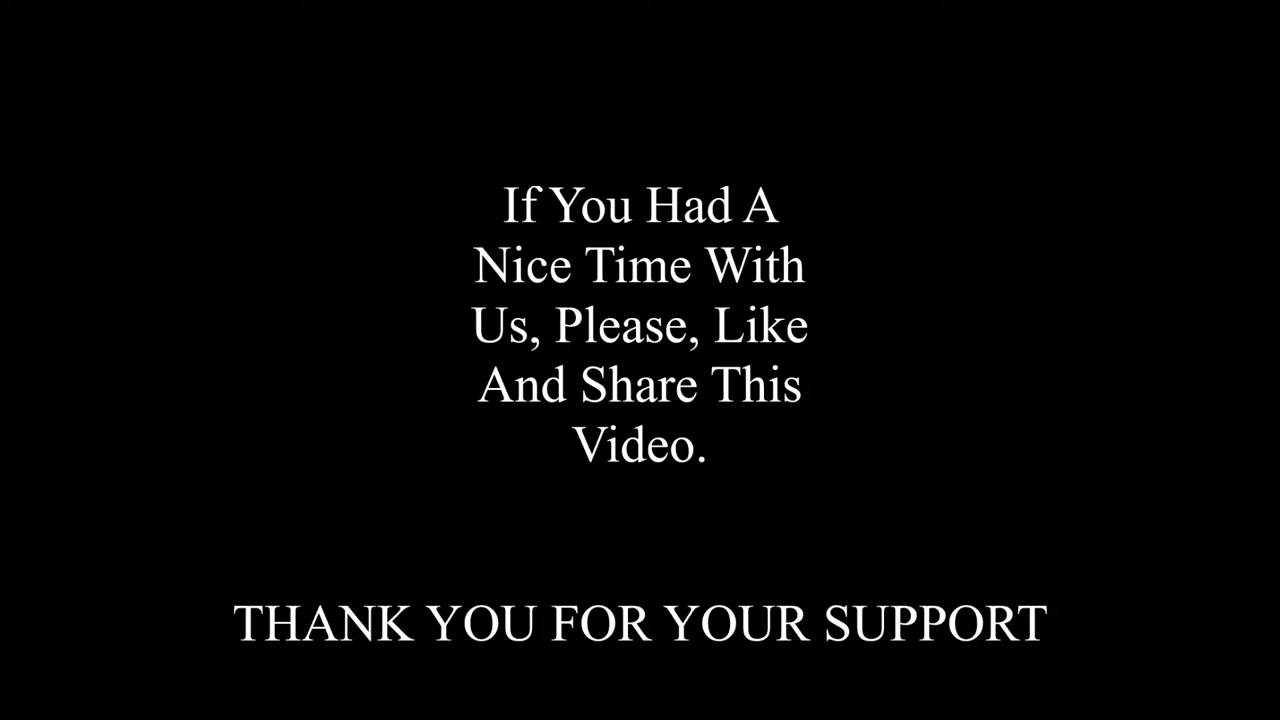 If You Had A
Nice Time With
Us, Please, Like
And Share This
Video.
THANK YOU FOR YOUR SUPPORT